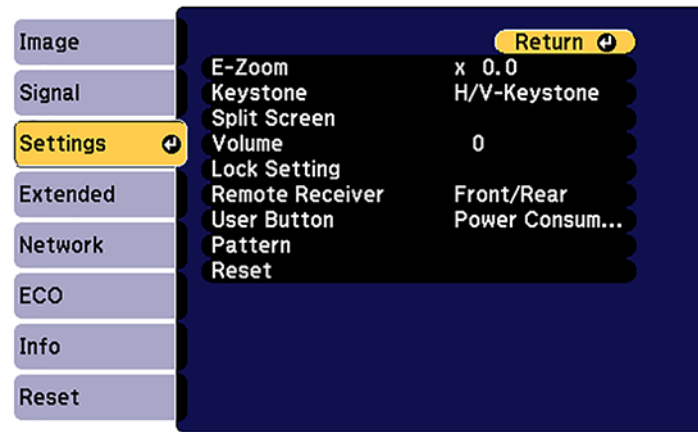 Image
Signal
Settings
Extended
Network
ECO
Info
Reset
Return
E-Zoom x 0.0
Keystone H/V-Keystone
Split Screen
Volume 0
Lock Setting
Remote Receiver Front/Rear
User Button Power Consum...
Pattern
Reset